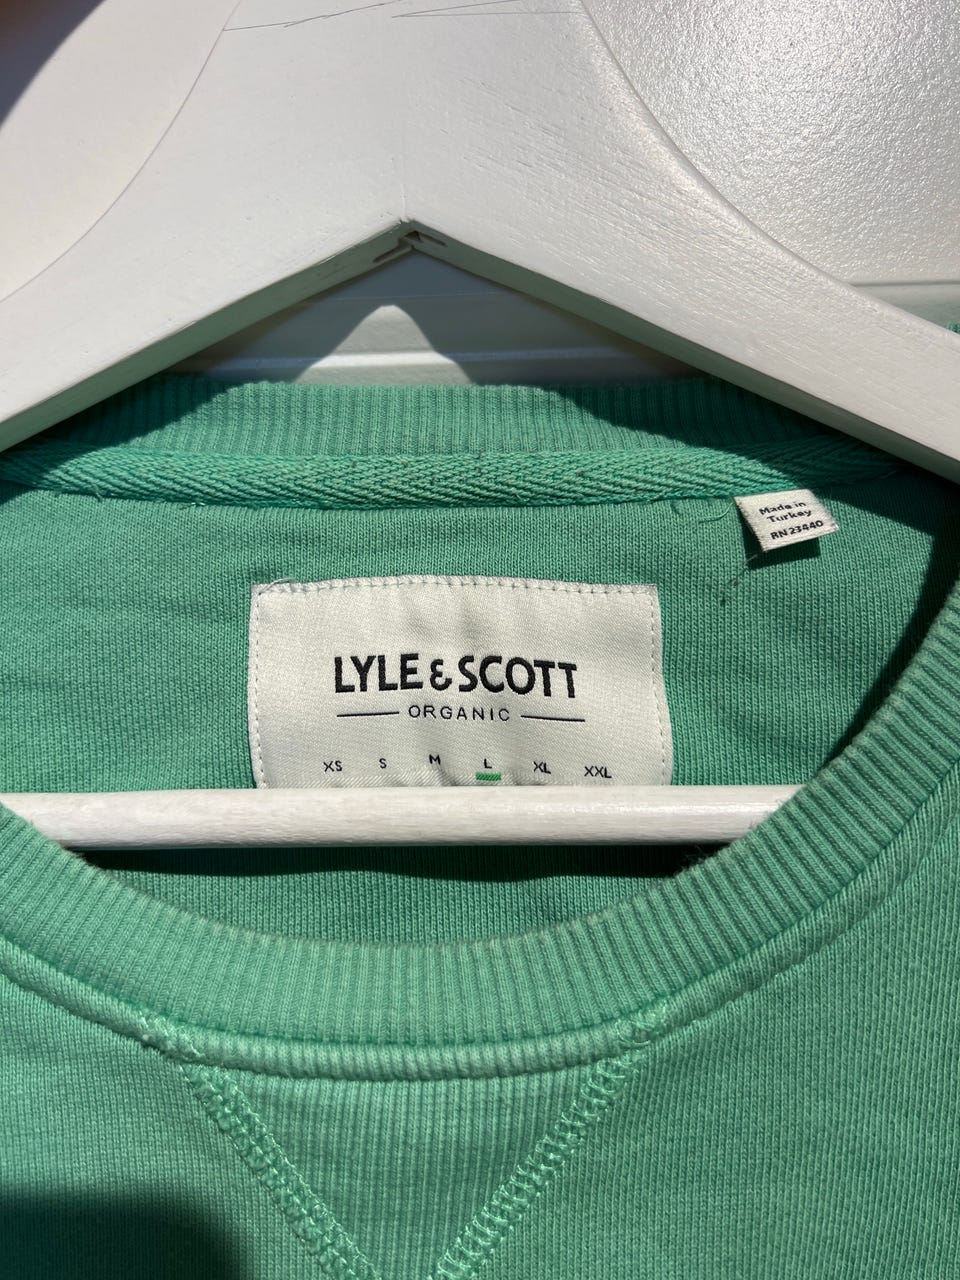 Made in
Turkey
RN 23440
LYLE & SCOTT
ORGANIC
XS S M L XL XXL